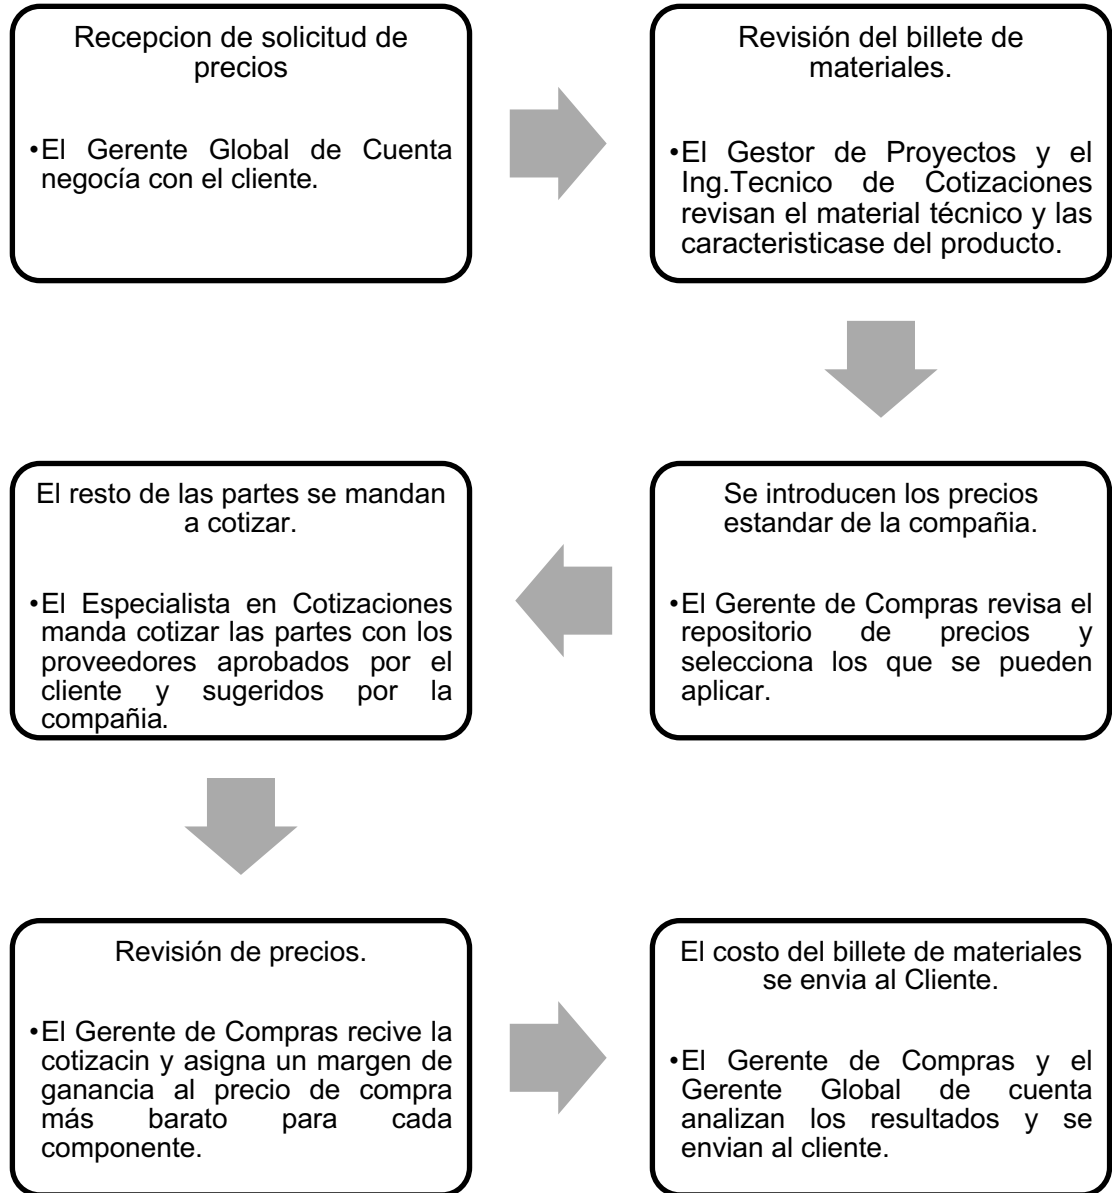 Recepcion de solicitud de
precios
•El Gerente Global de Cuenta
negocía con el cliente.
Revisión del billete de
materiales.
•El Gestor de Proyectos y el
Ing.Tecnico de Cotizaciones
revisan el material técnico y las
caracteristicase del producto.
Se introducen los precios
estandar de la compañia.
•El Gerente de Compras revisa el
repositorio de precios y
selecciona los que se pueden
aplicar.
El resto de las partes se mandan
a cotizar.
•El Especialista en Cotizaciones
manda cotizar las partes con los
proveedores aprobados por el
cliente y sugeridos por la
compañia.
Revisión de precios.
•El Gerente de Compras recive la
cotizacin y asigna un margen de
ganancia al precio de compra
más barato para cada
componente.
El costo del billete de materiales
se envia al Cliente.
•El Gerente de Compras y el
Gerente Global de cuenta
analizan los resultados y se
envian al cliente.